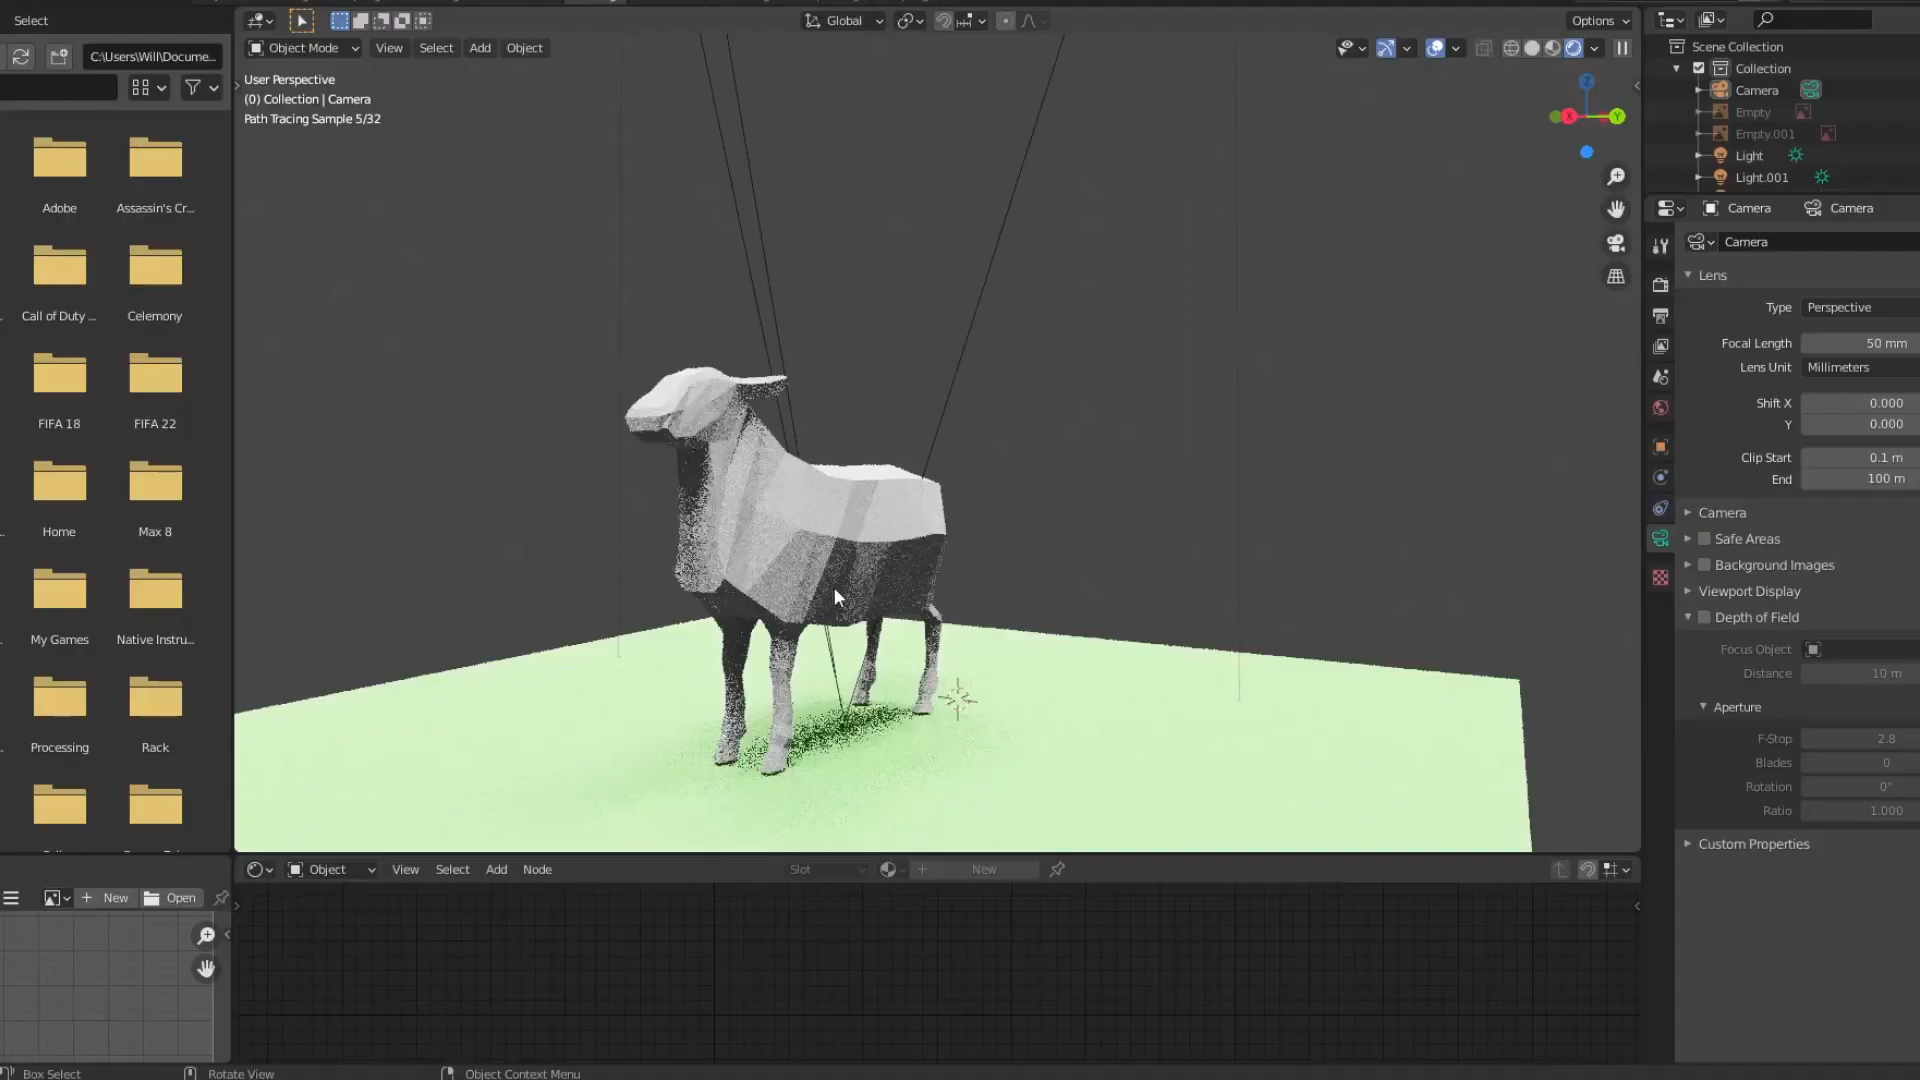 Select
Global
Options
C:\Users\Will\Docume...
Object Mode
View
Select
Add
Object
User Perspective
(0) Collection | Camera
Path Tracing Sample 5/32
Z
X
Y
Adobe
Assassin's Cr...
Call of Duty ...
Celemony
FIFA 18
FIFA 22
Home
Max 8
My Games
Native Instru...
Processing
Rack
Scene Collection
Collection
Camera
Empty
Empty.001
Light
Light.001
Camera
Camera
Camera
Lens
Type
Perspective
Focal Length
50 mm
Lens Unit
Millimeters
Shift X
0.000
Y
0.000
Clip Start
0.1 m
End
100 m
Camera
Safe Areas
Background Images
Viewport Display
Depth of Field
Focus Object
Distance
10 m
Aperture
F-Stop
2.8
Blades
0
Rotation
0°
Ratio
1.000
Custom Properties
Object
View
Select
Add
Node
Slot
New
New
Open
Box Select
Rotate View
Object Context Menu